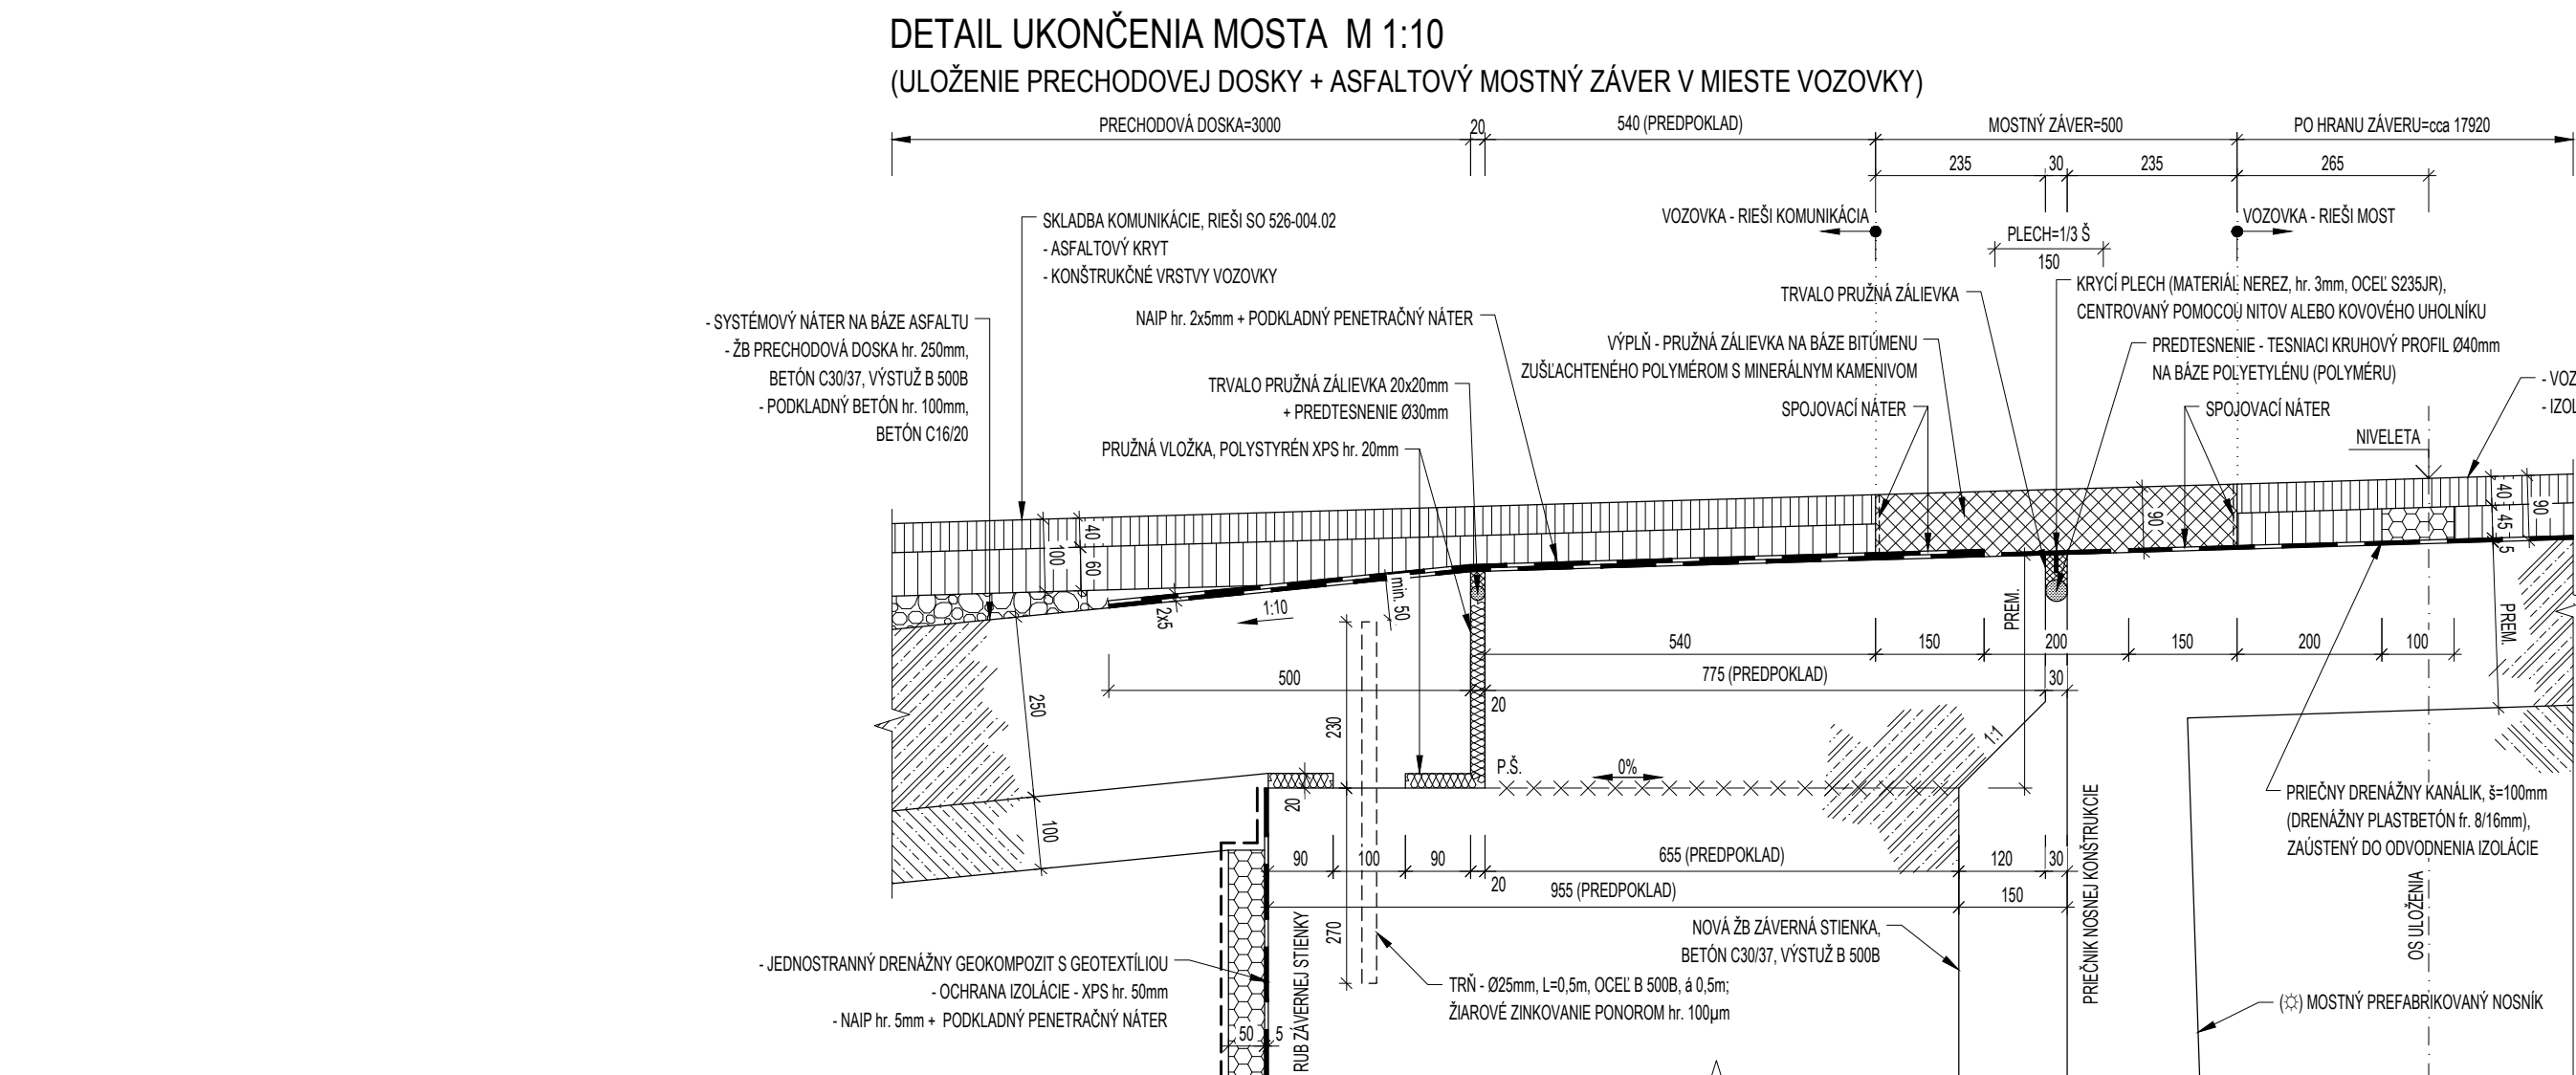 DETAIL UKONČENIA MOSTA  M 1:10
(ULOŽENIE PRECHODOVEJ DOSKY + ASFALTOVÝ MOSTNÝ ZÁVER V MIESTE VOZOVKY)
PRECHODOVÁ DOSKA=3000
20
540 (PREDPOKLAD)
MOSTNÝ ZÁVER=500
PO HRANU ZÁVERU=cca 17920
235
30
235
265
VOZOVKA - RIEŠI KOMUNIKÁCIA
VOZOVKA - RIEŠI MOST
PLECH=1/3 Š
150
SKLADBA KOMUNIKÁCIE, RIEŠI SO 526-004.02
- ASFALTOVÝ KRYT
- KONŠTRUKČNÉ VRSTVY VOZOVKY
- SYSTÉMOVÝ NÁTER NA BÁZE ASFALTU
- ŽB PRECHODOVÁ DOSKA hr. 250mm,
BETÓN C30/37, VÝSTUŽ B 500B
- PODKLADNÝ BETÓN hr. 100mm,
BETÓN C16/20
NAIP hr. 2x5mm + PODKLADNÝ PENETRAČNÝ NÁTER
TRVALO PRUŽNÁ ZÁLIEVKA 20x20mm
+ PREDTESNENIE Ø30mm
PRUŽNÁ VLOŽKA, POLYSTYRÉN XPS hr. 20mm
TRVALO PRUŽNÁ ZÁLIEVKA
VÝPLŇ - PRUŽNÁ ZÁLIEVKA NA BÁZE BITÚMENU
ZUŠĽACHTENÉHO POLYMÉROM S MINERÁLNYM KAMENIVOM
SPOJOVACÍ NÁTER
KRYCÍ PLECH (MATERIÁL NEREZ, hr. 3mm, OCEĽ S235JR),
CENTROVANÝ POMOCOU NITOV ALEBO KOVOVÉHO UHOLNÍKU
PREDTESNENIE - TESNIACI KRUHOVÝ PROFIL Ø40mm
NA BÁZE POLYETYLÉNU (POLYMÉRU)
SPOJOVACÍ NÁTER
- VOZ
- IZOL
NIVELETA
40
100
60
90
40
45
5
90
2x5
1:10
min. 50
PREM.
PREM.
540
150
200
150
200
100
500
775 (PREDPOKLAD)
30
20
250
230
1:1
P.Š.
0%
20
100
90
100
90
655 (PREDPOKLAD)
120
30
20
955 (PREDPOKLAD)
150
270
PRIEČNY DRENÁŽNY KANÁLIK, š=100mm
(DRENÁŽNY PLASTBETÓN fr. 8/16mm),
ZAÚSTENÝ DO ODVODNENIA IZOLÁCIE
PRIEČNIK NOSNEJ KONŠTRUKCIE
OS ULOŽENIA
NOVÁ ŽB ZÁVERNÁ STIENKA,
BETÓN C30/37, VÝSTUŽ B 500B
- JEDNOSTRANNÝ DRENÁŽNY GEOKOMPOZIT S GEOTEXTÍLIOU
- OCHRANA IZOLÁCIE - XPS hr. 50mm
- NAIP hr. 5mm +  PODKLADNÝ PENETRAČNÝ NÁTER
50
5
RUB ZÁVERNEJ STIENKY
TRŇ - Ø25mm, L=0,5m, OCEĽ B 500B, á 0,5m;
ŽIAROVÉ ZINKOVANIE PONOROM hr. 100µm
(☼) MOSTNÝ PREFABRIKOVANÝ NOSNÍK